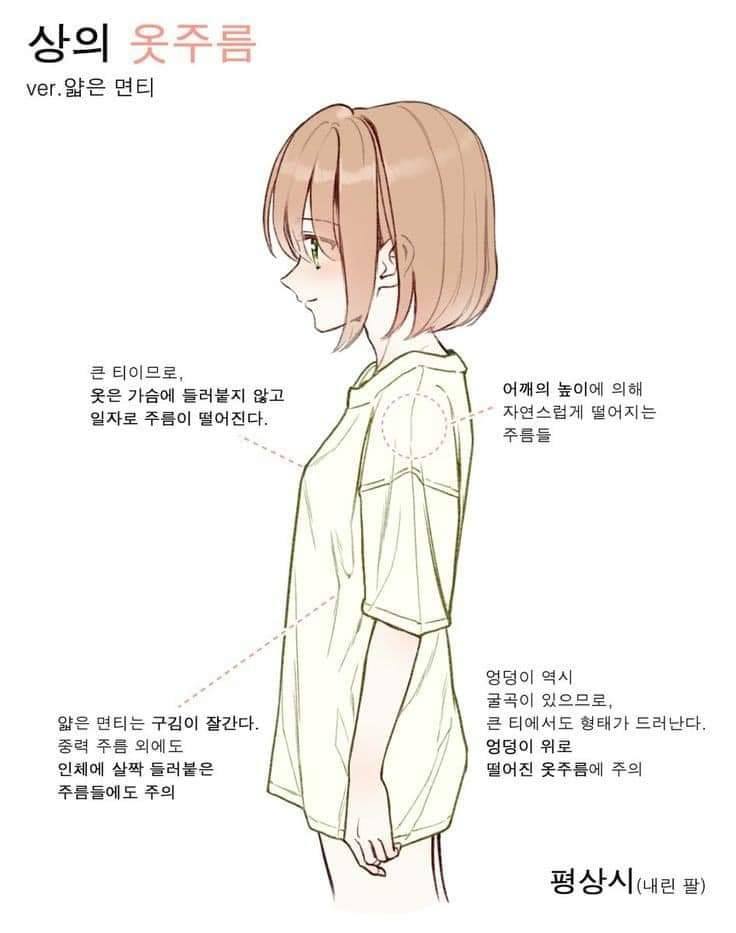 상의 옷주름
ver.얇은 면티
큰 티이므로,
옷은 가슴에 들러붙지 않고
일자로 주름이 떨어진다.
어깨의 높이에 의해
자연스럽게 떨어지는
주름들
얇은 면티는 구김이 잘간다.
중력 주름 외에도
인체에 살짝 들러붙은
주름들에도 주의
엉덩이 역시
굴곡이 있으므로,
큰 티에서도 형태가 드러난다.
엉덩이 위로
떨어진 옷주름에 주의
평상시(내린 팔)